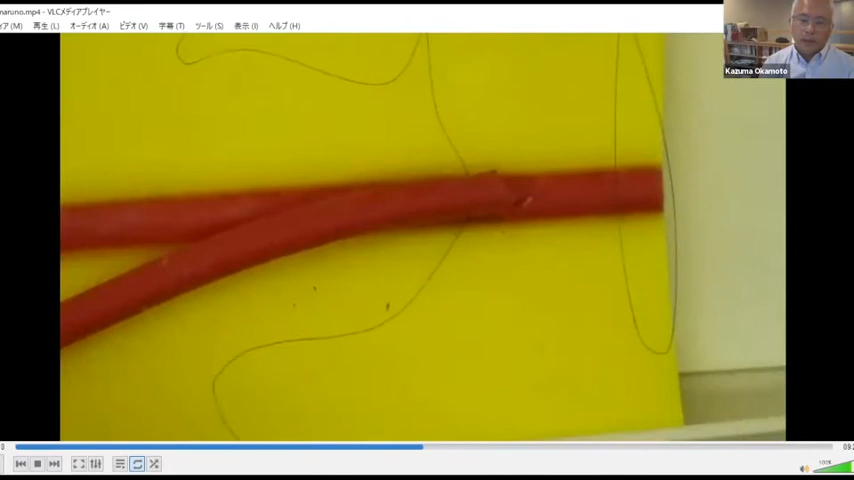 naruno.mp4 - VLCメディアプレイヤー
ィア(M) 再生(L) オーディオ(A) ビデオ(V) 字幕(T) ツール(S) 表示(I) ヘルプ(H)
Kazuma Okamoto
100%